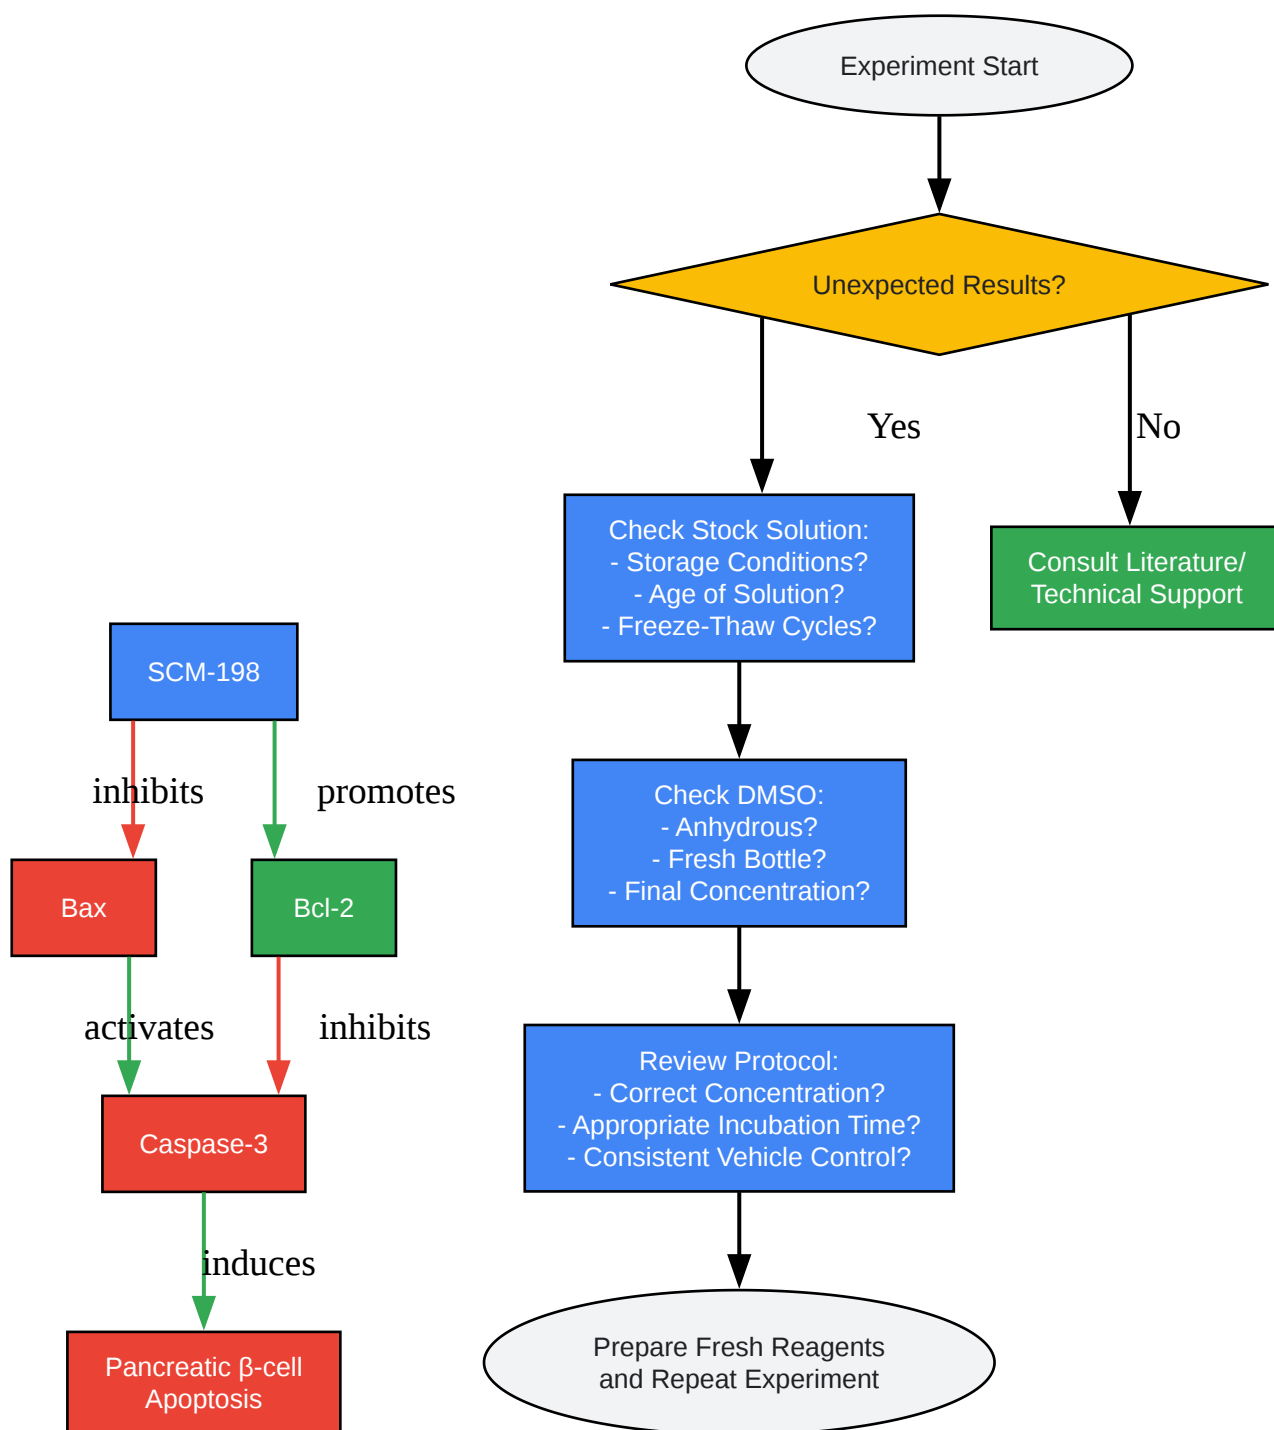 Experiment Start
Unexpected Results?
Yes
No
Check Stock Solution:
- Storage Conditions?
- Age of Solution?
- Freeze-Thaw Cycles?
Consult Literature/
Technical Support
Check DMSO:
- Anhydrous?
- Fresh Bottle?
- Final Concentration?
Review Protocol:
- Correct Concentration?
- Appropriate Incubation Time?
- Consistent Vehicle Control?
Prepare Fresh Reagents
and Repeat Experiment
SCM-198
inhibits
promotes
Bax
Bcl-2
activates
inhibits
Caspase-3
induces
Pancreatic β-cell
Apoptosis